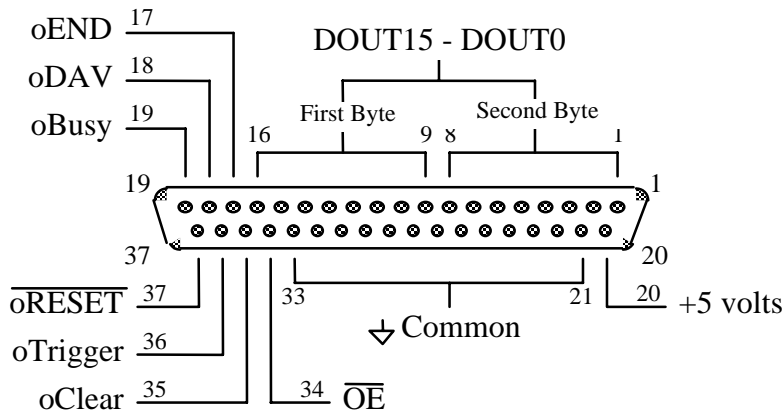 oEND 17
DOUT15 - DOUT0
oDAV 18
oBusy 19
First Byte
Second Byte
16
9
8
1
19
1
37
20
oRESET 37
33
21
20 +5 volts
Common
oTrigger 36
oClear 35
34 OE